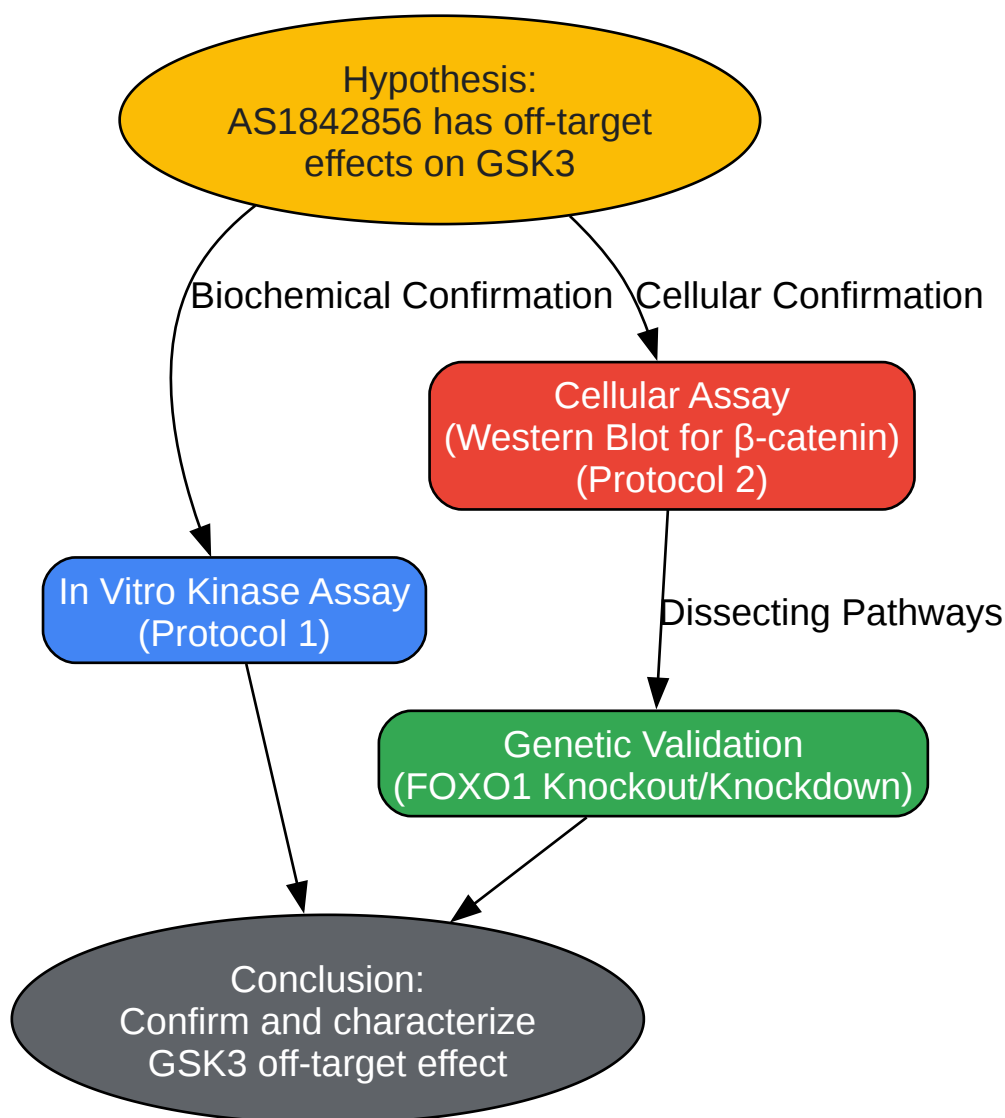 Hypothesis:
AS1842856 has off-target
effects on GSK3
Biochemical Confirmation
Cellular Confirmation
Cellular Assay
(Western Blot for β-catenin)
(Protocol 2)
In Vitro Kinase Assay
(Protocol 1)
Dissecting Pathways
Genetic Validation
(FOXO1 Knockout/Knockdown)
Conclusion:
Confirm and characterize
GSK3 off-target effect